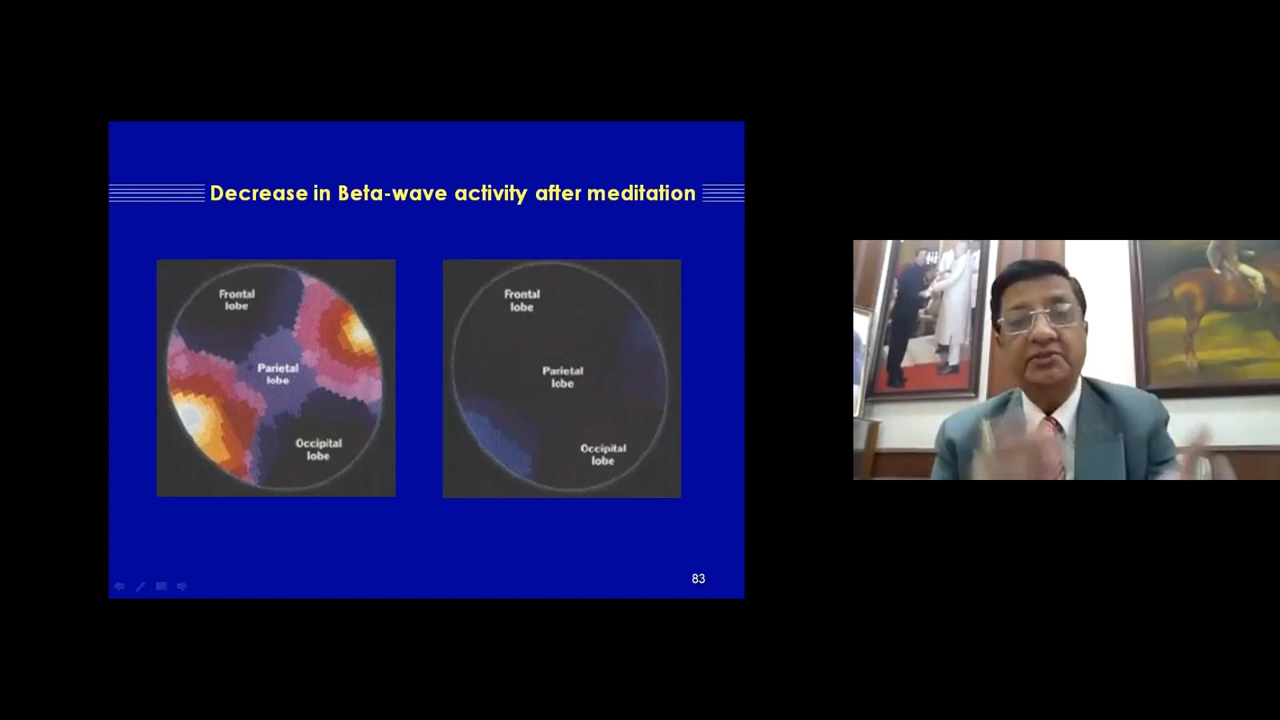 Decrease in Beta-wave activity after meditation
Frontal
lobe
Parietal
lobe
Occipital
lobe
Frontal
lobe
Parietal
lobe
Occipital
lobe
83